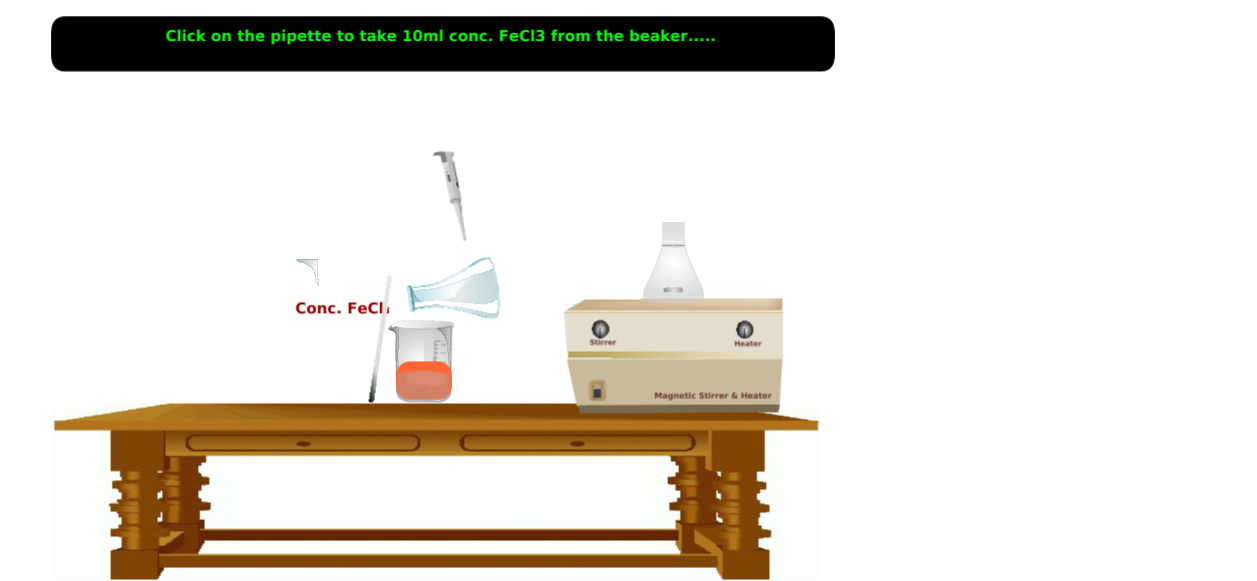 Click on the pipette to take 10ml conc. FeCl3 from the beaker.....
Conc. FeCl3
Stirrer
Heater
Magnetic Stirrer & Heater